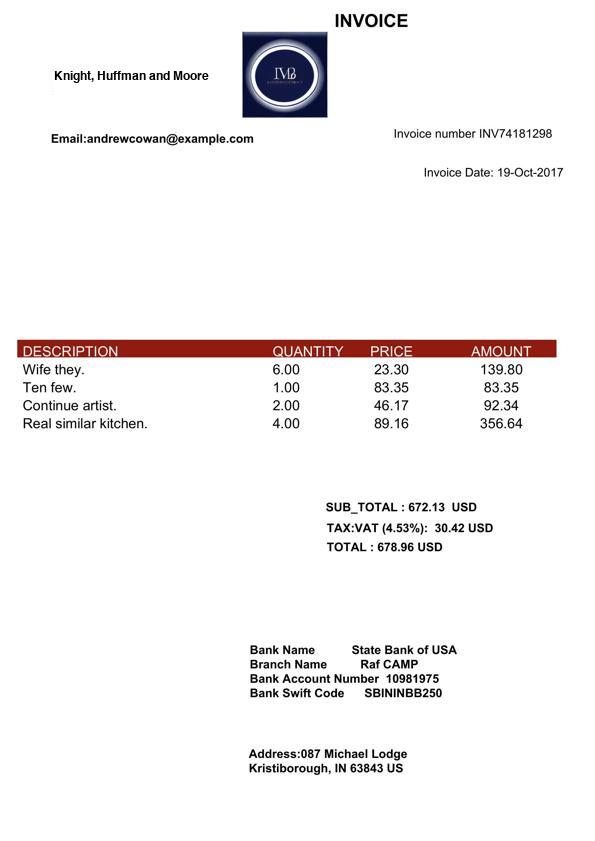 INVOICE
Knight, Huffman and Moore
Email:andrewcowan@example.com
Invoice number INV74181298
Invoice Date: 19-Oct-2017
DESCRIPTION QUANTITY PRICE AMOUNT
Wife they. 6.00 23.30 139.80
Ten few. 1.00 83.35 83.35
Continue artist. 2.00 46.17 92.34
Real similar kitchen. 4.00 89.16 356.64
SUB_TOTAL : 672.13 USD
TAX:VAT (4.53%): 30.42 USD
TOTAL : 678.96 USD
Bank Name State Bank of USA
Branch Name Raf CAMP
Bank Account Number 10981975
Bank Swift Code SBININBB250
Address:087 Michael Lodge
Kristiborough, IN 63843 US